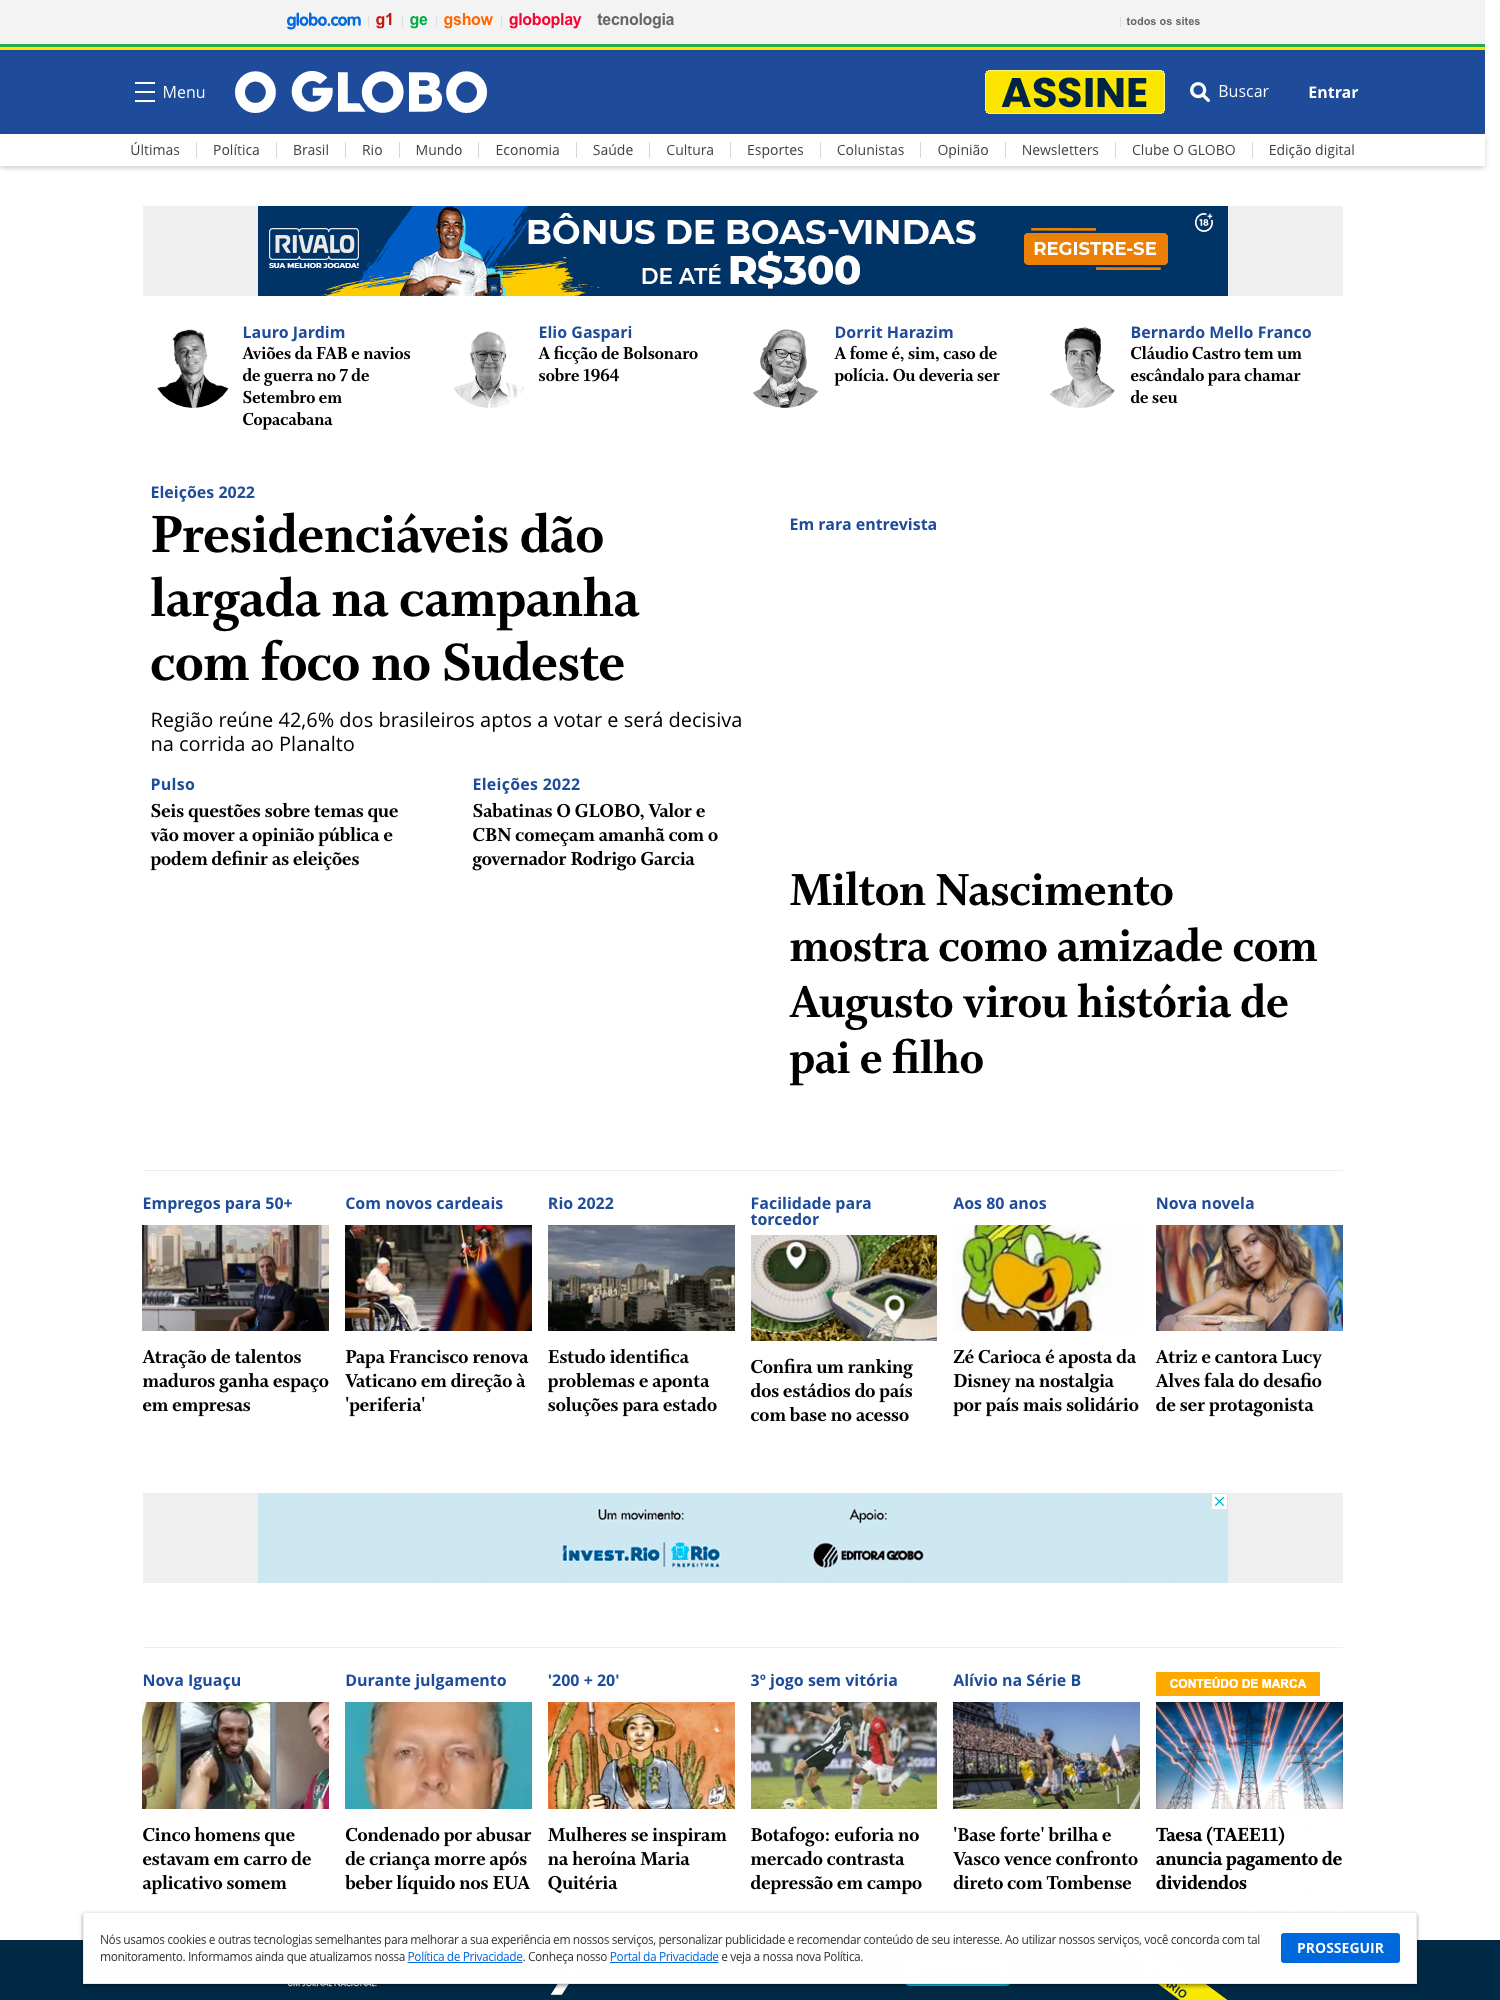 globo.com g1 ge gshow globoplay tecnologia todos os sites
Menu O GLOBO ASSINE Buscar Entrar
Últimas Política Brasil Rio Mundo Economia Saúde Cultura Esportes Colunistas Opinião Newsletters Clube O GLOBO Edição digital
RIVALO
SUA MELHOR JOGADA!
BÔNUS DE BOAS-VINDAS
DE ATÉ R$300
REGISTRE-SE
18+
Lauro Jardim
Aviões da FAB e navios
de guerra no 7 de
Setembro em
Copacabana
Elio Gaspari
A ficção de Bolsonaro
sobre 1964
Dorrit Harazim
A fome é, sim, caso de
polícia. Ou deveria ser
Bernardo Mello Franco
Cláudio Castro tem um
escândalo para chamar
de seu
Eleições 2022
Presidenciáveis dão
largada na campanha
com foco no Sudeste
Região reúne 42,6% dos brasileiros aptos a votar e será decisiva
na corrida ao Planalto
Pulso
Seis questões sobre temas que
vão mover a opinião pública e
podem definir as eleições
Eleições 2022
Sabatinas O GLOBO, Valor e
CBN começam amanhã com o
governador Rodrigo Garcia
Em rara entrevista
Milton Nascimento
mostra como amizade com
Augusto virou história de
pai e filho
Empregos para 50+
Atração de talentos
maduros ganha espaço
em empresas
Com novos cardeais
Papa Francisco renova
Vaticano em direção à
'periferia'
Rio 2022
Estudo identifica
problemas e aponta
soluções para estado
Facilidade para
torcedor
Confira um ranking
dos estádios do país
com base no acesso
Aos 80 anos
Zé Carioca é aposta da
Disney na nostalgia
por país mais solidário
Nova novela
Atriz e cantora Lucy
Alves fala do desafio
de ser protagonista
Um movimento:
INVEST.Rio Rio
PREFEITURA
Apoio:
EDITORA GLOBO
Nova Iguaçu
Cinco homens que
estavam em carro de
aplicativo somem
Durante julgamento
Condenado por abusar
de criança morre após
beber líquido nos EUA
'200 + 20'
Mulheres se inspiram
na heroína Maria
Quitéria
3º jogo sem vitória
Botafogo: euforia no
mercado contrasta
depressão em campo
Alívio na Série B
'Base forte' brilha e
Vasco vence confronto
direto com Tombense
CONTEÚDO DE MARCA
Taesa (TAEE11)
anuncia pagamento de
dividendos
Nós usamos cookies e outras tecnologias semelhantes para melhorar a sua experiência em nossos serviços, personalizar publicidade e recomendar conteúdo de seu interesse. Ao utilizar nossos serviços, você concorda com tal
monitoramento. Informamos ainda que atualizamos nossa Política de Privacidade. Conheça nosso Portal da Privacidade e veja a nossa nova Política.
PROSSEGUIR